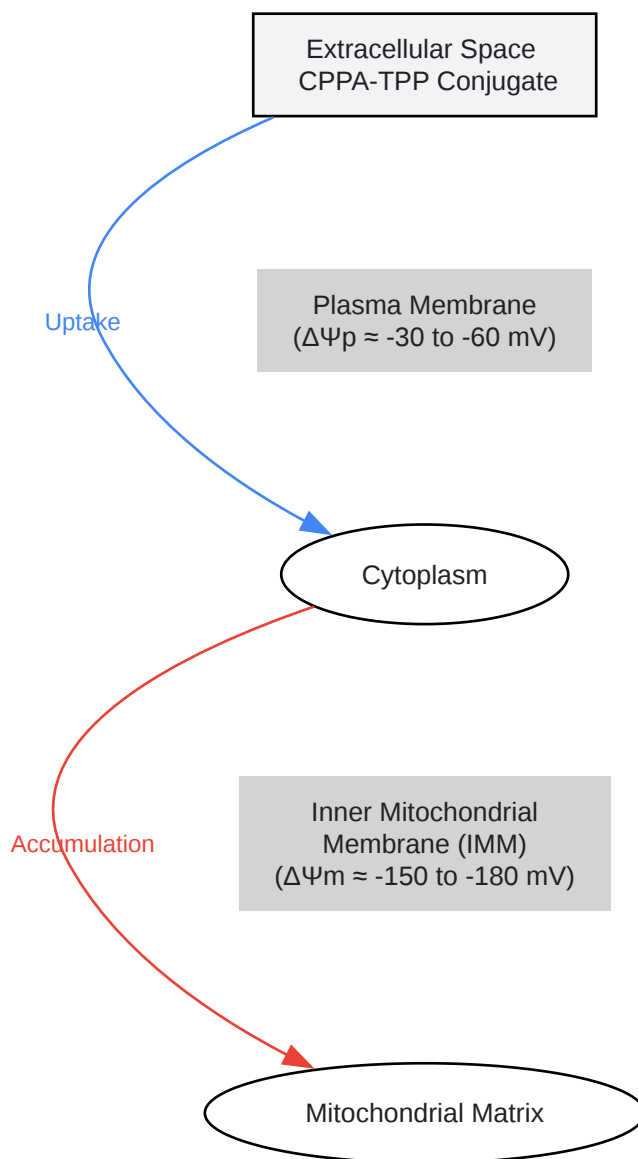 Extracellular Space
CPPA-TPP Conjugate
Plasma Membrane
(ΔΨp ≈ -30 to -60 mV)
Uptake
Cytoplasm
Inner Mitochondrial
Membrane (IMM)
(ΔΨm ≈ -150 to -180 mV)
Accumulation
Mitochondrial Matrix